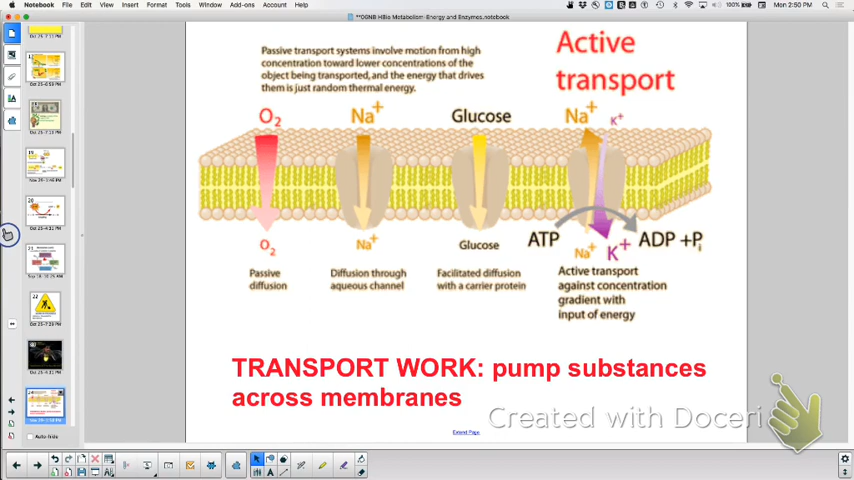 Notebook File Edit View Insert Format Tools Window Add-ons Account Help
100% Mon 2:50 PM
**OGNB HBio Metabolism-Energy and Enzymes.notebook
Passive transport systems involve motion from high
concentration toward lower concentrations of the
object being transported, and the energy that drives
them is just random thermal energy.
Active
transport
O2 Na+ Glucose Na+ K+
ATP ADP +Pi
O2 Na+ Glucose Na+ K+
Passive
diffusion
Diffusion through
aqueous channel
Facilitated diffusion
with a carrier protein
Active transport
against concentration
gradient with
input of energy
TRANSPORT WORK: pump substances
across membranes
Created with Doceri
Extend Page
20
22
Auto-hide